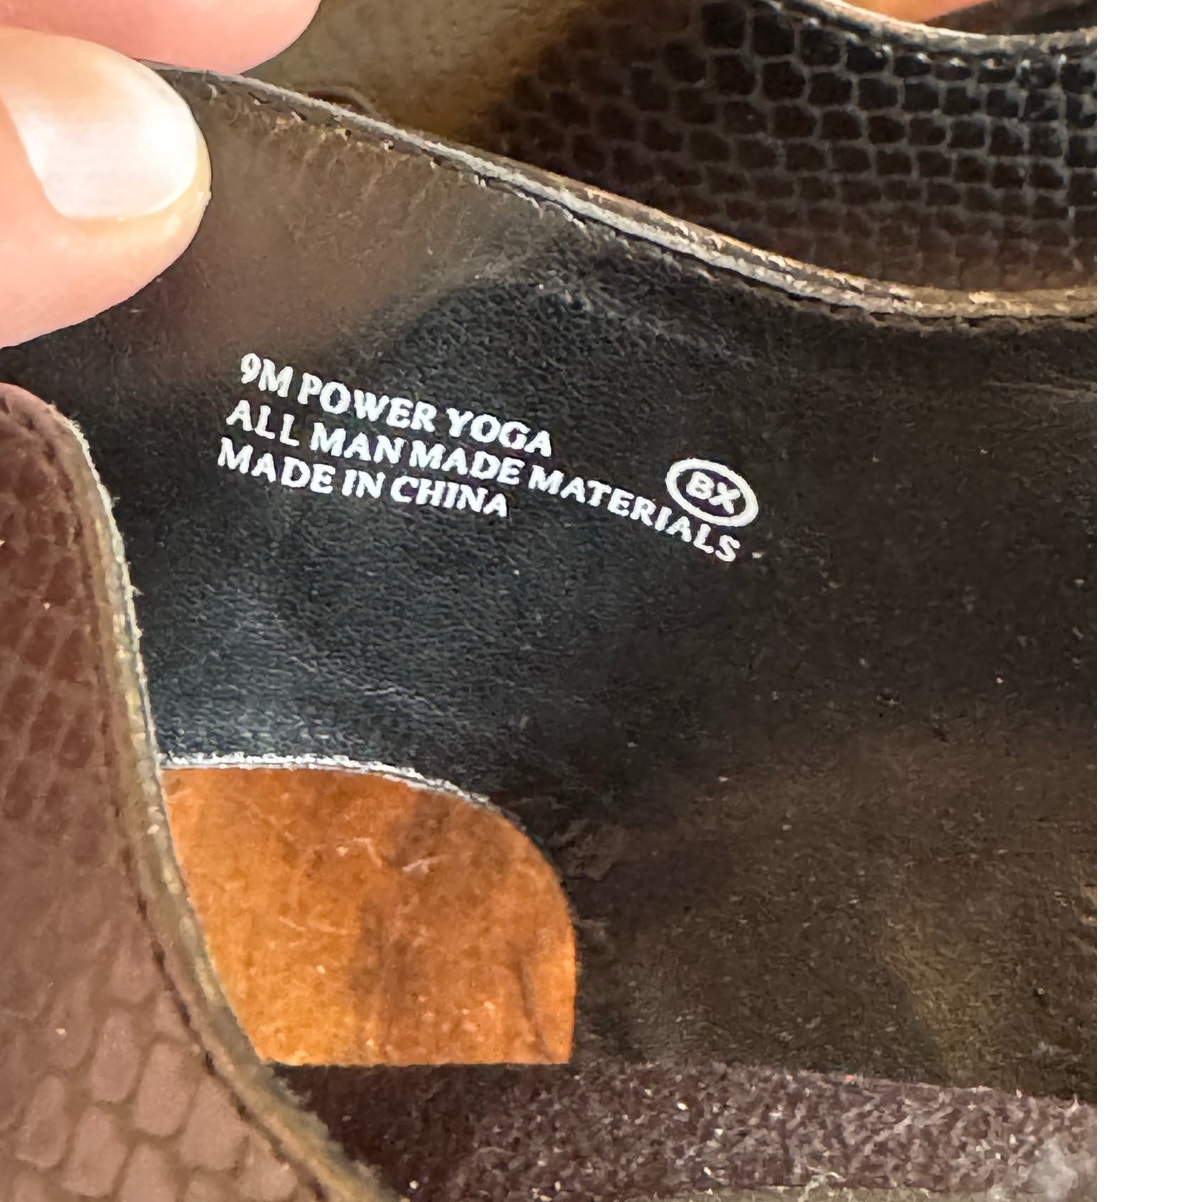 9M POWER YOGA
ALL MAN MADE MATERIALS
MADE IN CHINA
BX